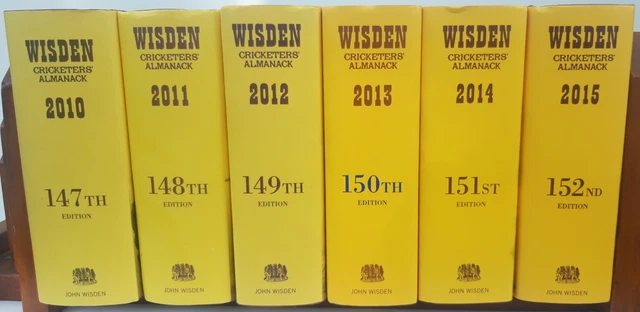 WISDEN
CRICKETERS'
ALMANACK
2010
147TH
EDITION
JOHN WISDEN
WISDEN
CRICKETERS'
ALMANACK
2011
148TH
EDITION
JOHN WISDEN
WISDEN
CRICKETERS'
ALMANACK
2012
149TH
EDITION
JOHN WISDEN
WISDEN
CRICKETERS'
ALMANACK
2013
150TH
EDITION
JOHN WISDEN
WISDEN
CRICKETERS'
ALMANACK
2014
151ST
EDITION
JOHN WISDEN
WISDEN
CRICKETERS'
ALMANACK
2015
152ND
EDITION
JOHN WISDEN